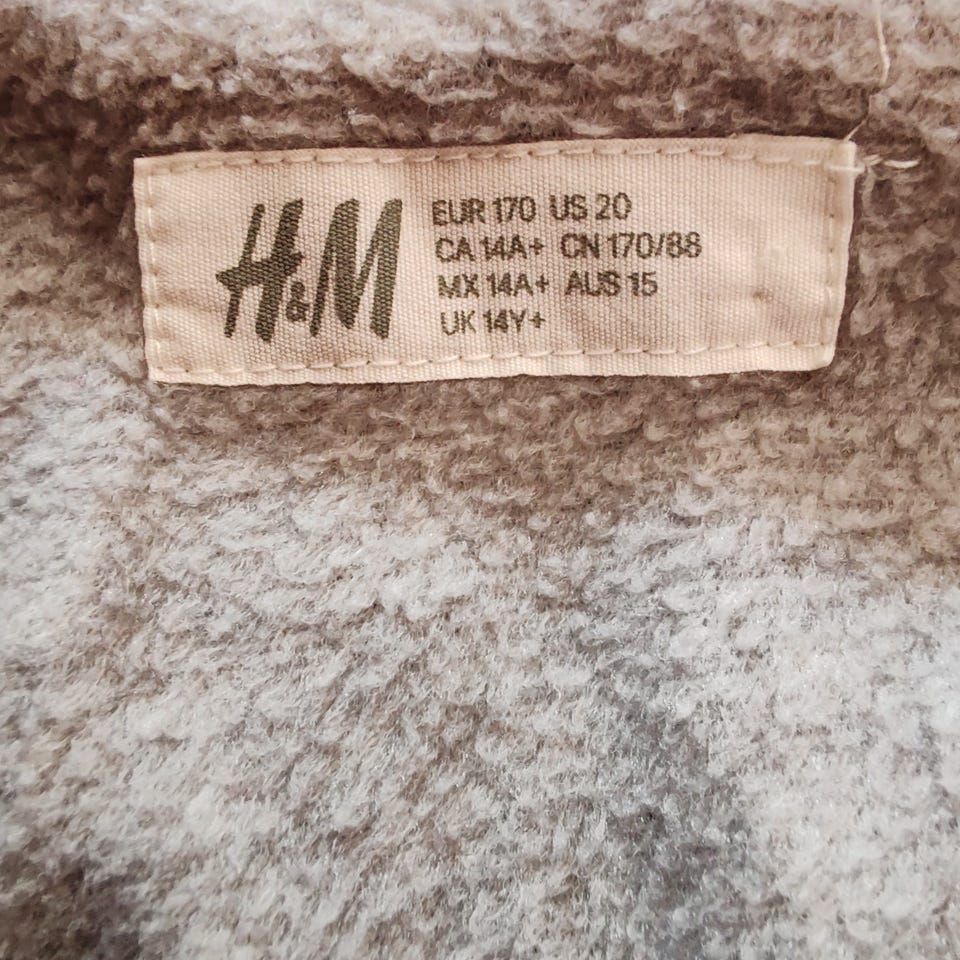 H&M
EUR 170 US 20
CA 14A+ CN 170/88
MX 14A+ AUS 15
UK 14Y+